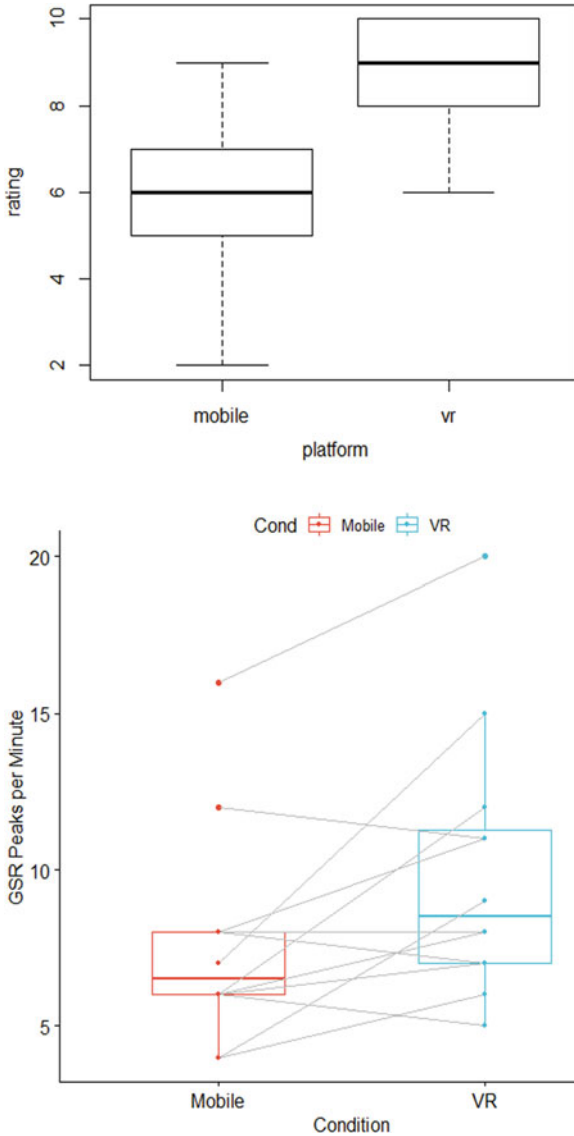 10
8
6
4
2
rating
mobile vr
platform
Cond Mobile VR
20
15
10
5
GSR Peaks per Minute
Mobile VR
Condition